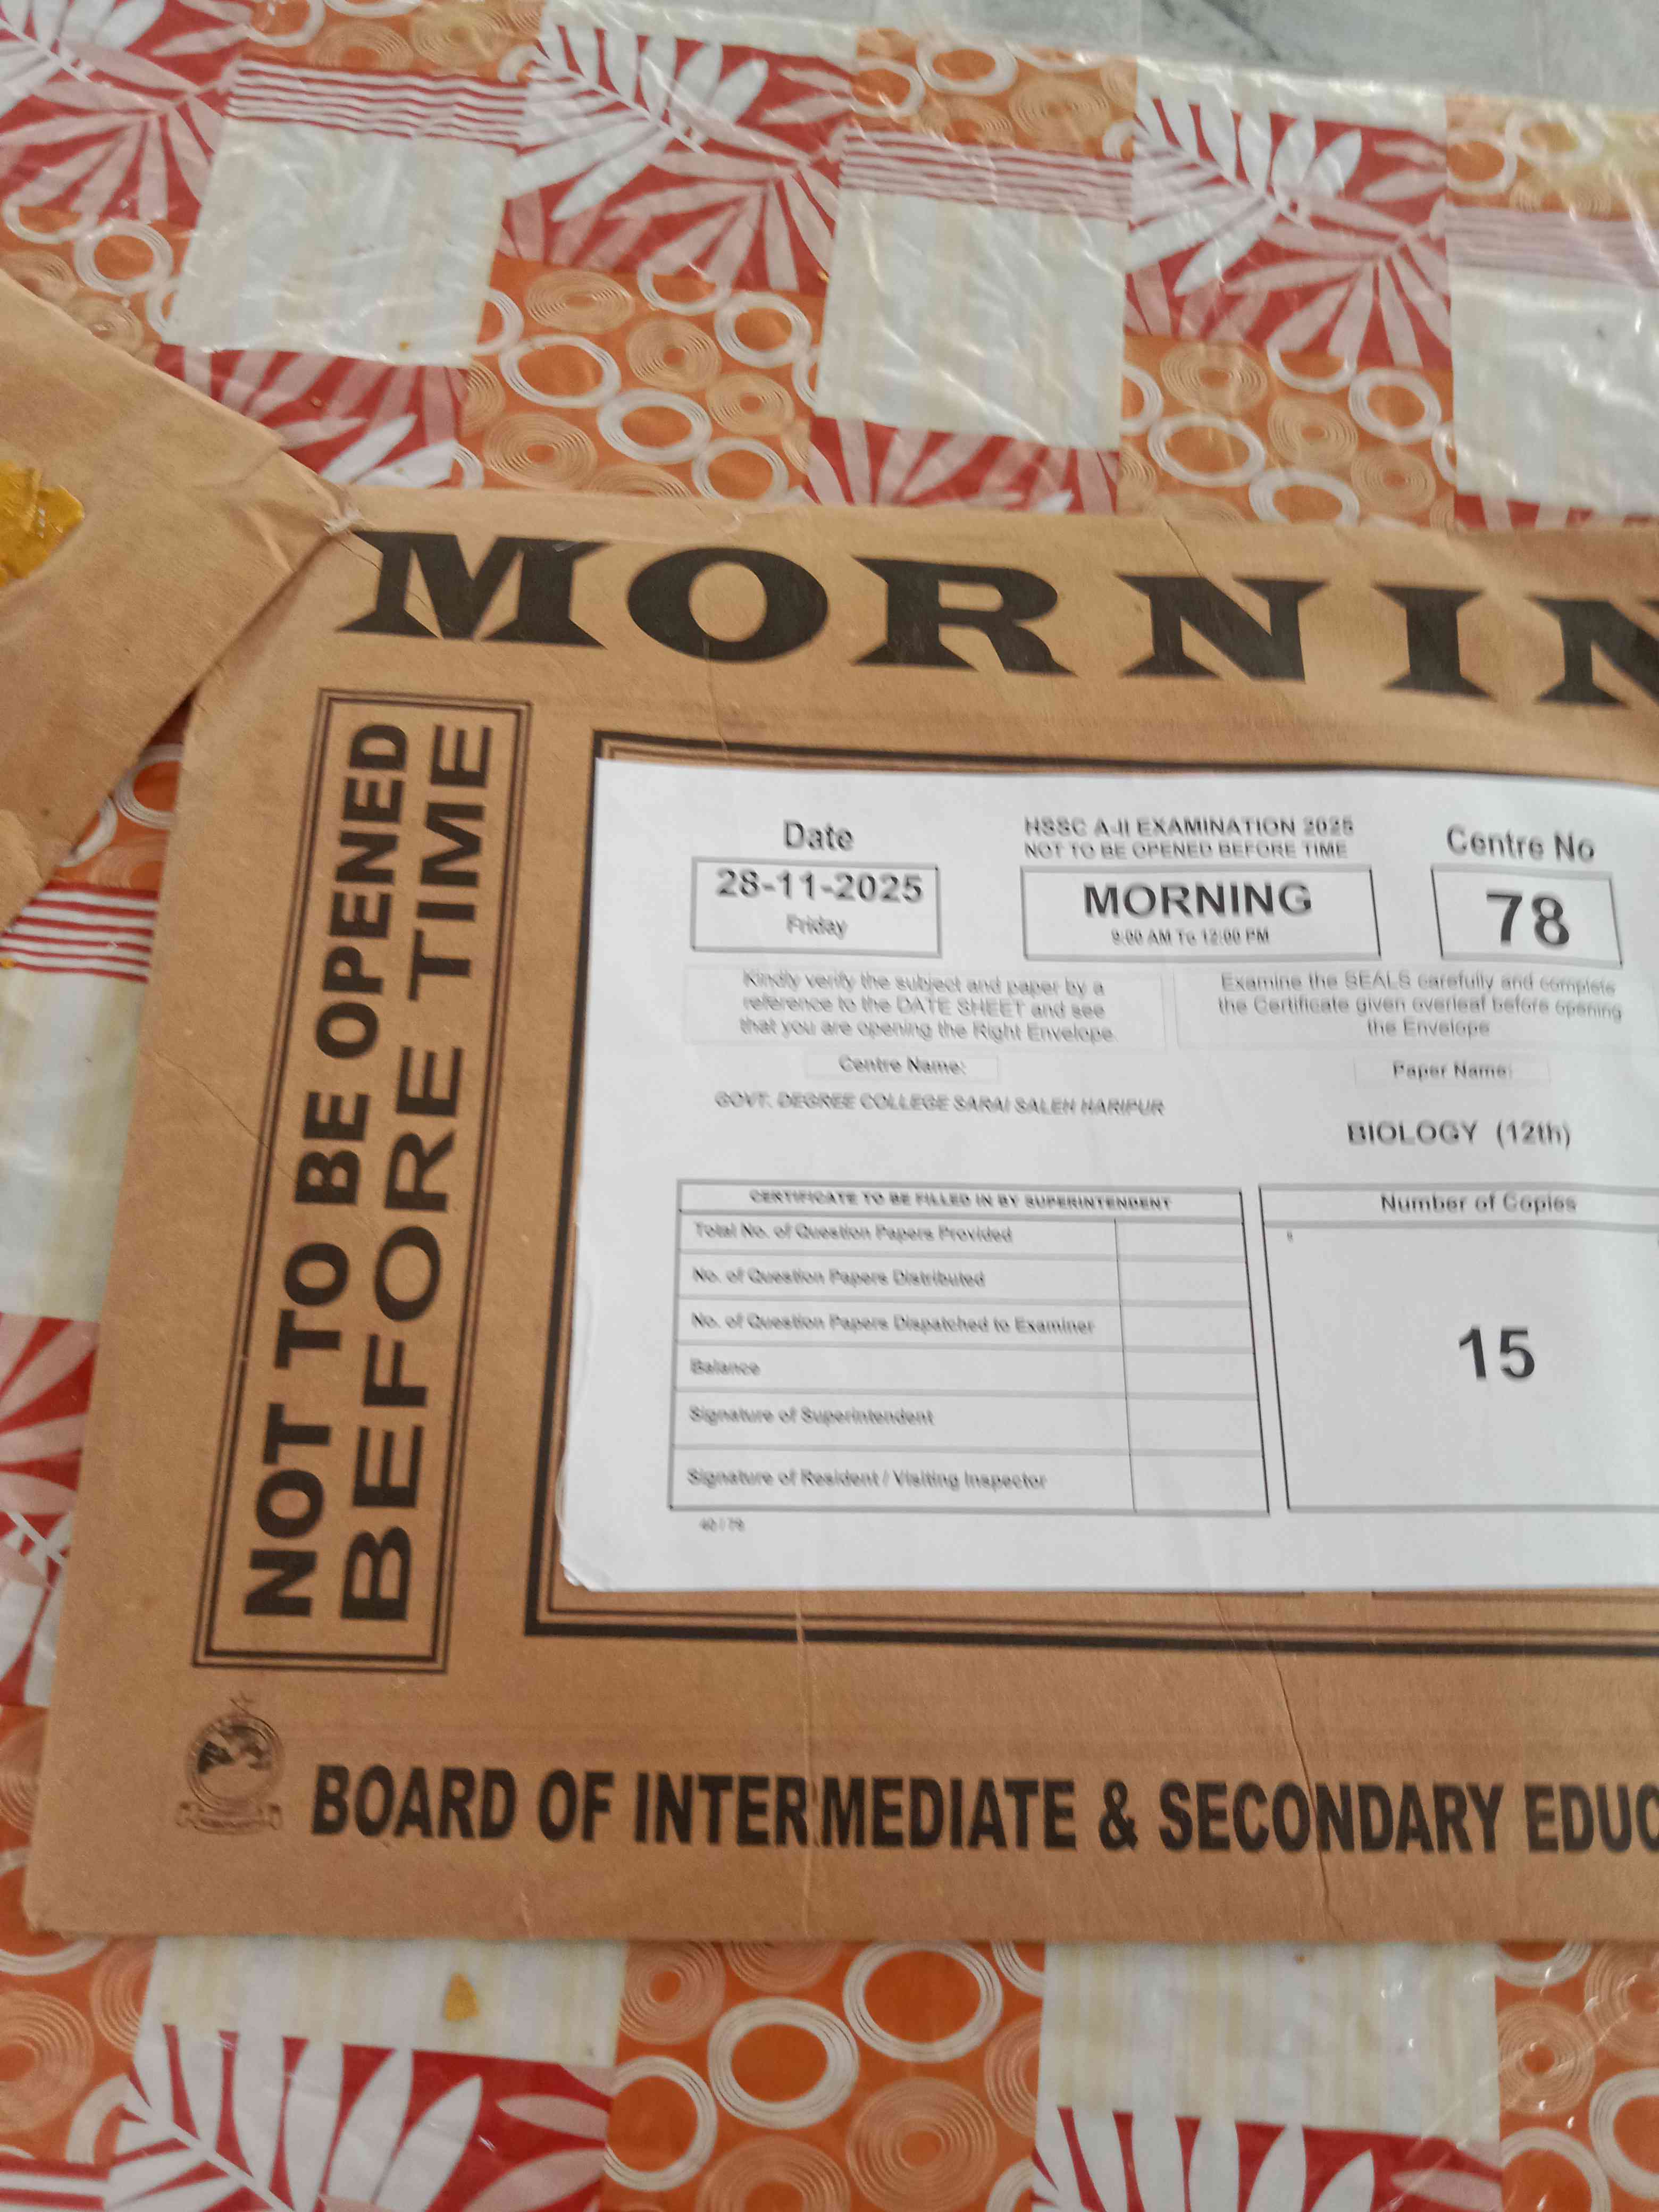 MORNIN
NOT TO BE OPENED
BEFORE TIME
Date
28-11-2025
Friday
HSSC A-II EXAMINATION 2025
NOT TO BE OPENED BEFORE TIME
MORNING
9:00 AM To 12:00 PM
Centre No
78
Kindly verify the subject and paper by a
reference to the DATE SHEET and see
that you are opening the Right Envelope.
Examine the SEALS carefully and complete
the Certificate given overleaf before opening
the Envelope
Centre Name:
GOVT. DEGREE COLLEGE SARAI SALEH HARIPUR
Paper Name:
BIOLOGY (12th)
CERTIFICATE TO BE FILLED IN BY SUPERINTENDENT
Total No. of Question Papers Provided
No. of Question Papers Distributed
No. of Question Papers Dispatched to Examiner
Balance
Signature of Superintendent
Signature of Resident / Visiting Inspector
Number of Copies
15
40 / 78
BOARD OF INTERMEDIATE & SECONDARY EDUC